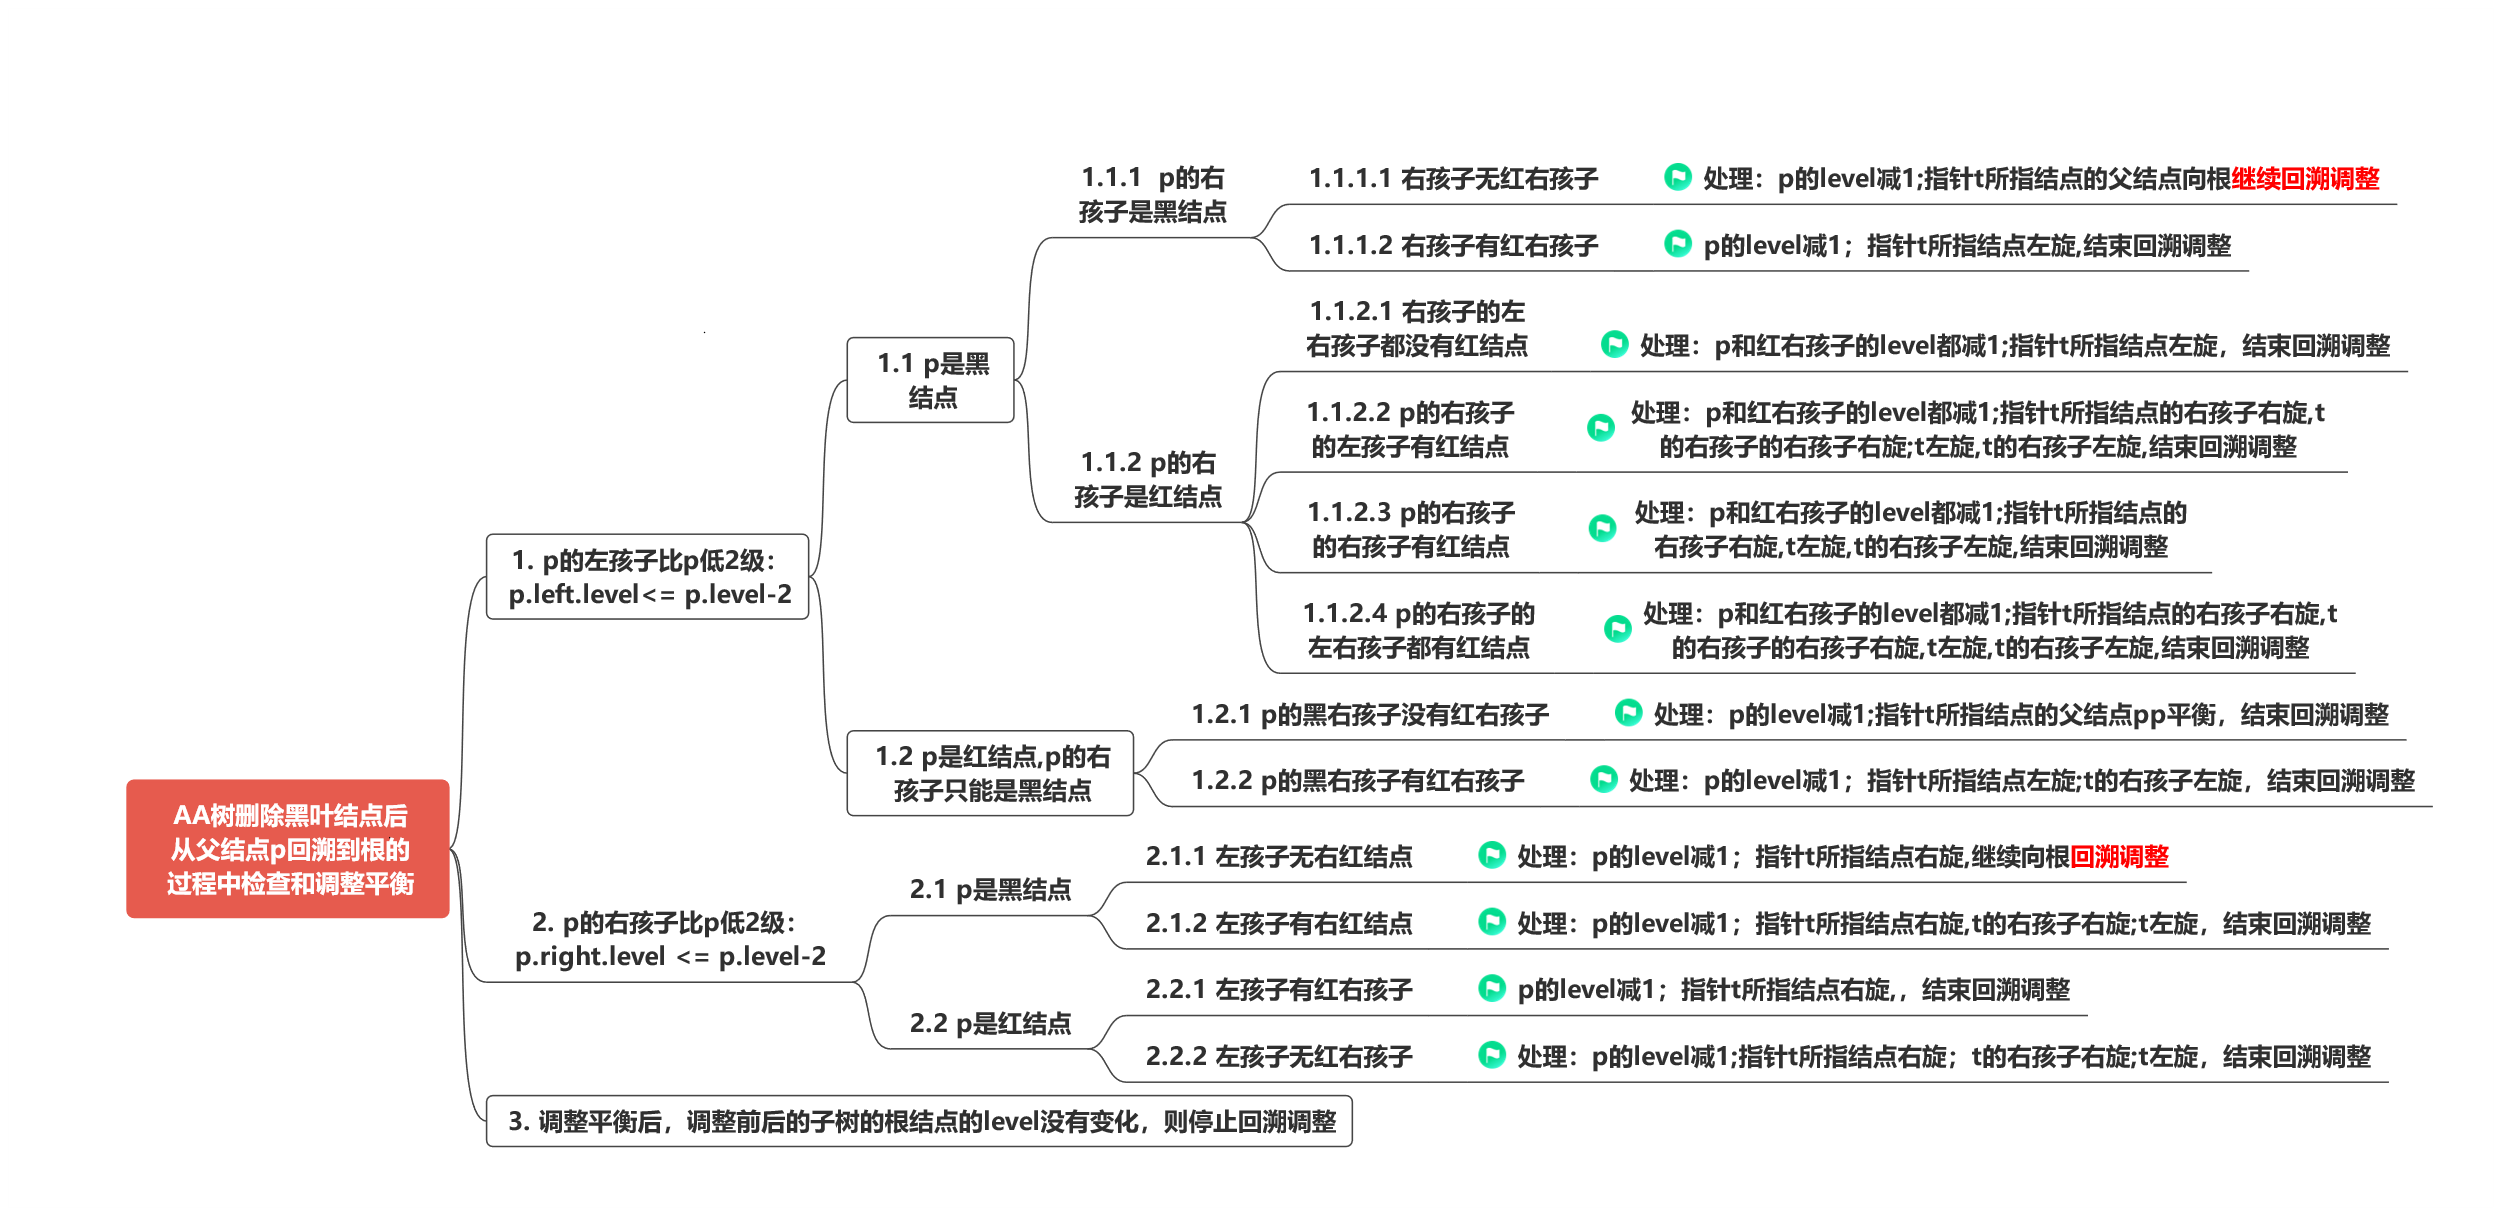 AA树删除黑叶结点后
从父结点p回溯到根的
过程中检查和调整平衡
1. p的左孩子比p低2级：
p.left.level<= p.level-2
1.1 p是黑
结点
1.1.1 p的右
孩子是黑结点
1.1.1.1 右孩子无红右孩子
处理：p的level减1;指针t所指结点的父结点向根继续回溯调整
1.1.1.2 右孩子有红右孩子
p的level减1；指针t所指结点左旋,结束回溯调整
1.1.2 p的右
孩子是红结点
1.1.2.1 右孩子的左
右孩子都没有红结点
处理：p和红右孩子的level都减1;指针t所指结点左旋，结束回溯调整
1.1.2.2 p的右孩子
的左孩子有红结点
处理：p和红右孩子的level都减1;指针t所指结点的右孩子右旋,t
的右孩子的右孩子右旋;t左旋,t的右孩子左旋,结束回溯调整
1.1.2.3 p的右孩子
的右孩子有红结点
处理：p和红右孩子的level都减1;指针t所指结点的
右孩子右旋,t左旋,t的右孩子左旋,结束回溯调整
1.1.2.4 p的右孩子的
左右孩子都有红结点
处理：p和红右孩子的level都减1;指针t所指结点的右孩子右旋,t
的右孩子的右孩子右旋,t左旋,t的右孩子左旋,结束回溯调整
1.2 p是红结点,p的右
孩子只能是黑结点
1.2.1 p的黑右孩子没有红右孩子
处理：p的level减1;指针t所指结点的父结点pp平衡，结束回溯调整
1.2.2 p的黑右孩子有红右孩子
处理：p的level减1；指针t所指结点左旋;t的右孩子左旋，结束回溯调整
2. p的右孩子比p低2级：
p.right.level <= p.level-2
2.1 p是黑结点
2.1.1 左孩子无右红结点
处理：p的level减1；指针t所指结点右旋,继续向根回溯调整
2.1.2 左孩子有右红结点
处理：p的level减1；指针t所指结点右旋,t的右孩子右旋;t左旋，结束回溯调整
2.2 p是红结点
2.2.1 左孩子有红右孩子
p的level减1；指针t所指结点右旋,，结束回溯调整
2.2.2 左孩子无红右孩子
处理：p的level减1;指针t所指结点右旋；t的右孩子右旋;t左旋，结束回溯调整
3. 调整平衡后，调整前后的子树的根结点的level没有变化，则停止回溯调整